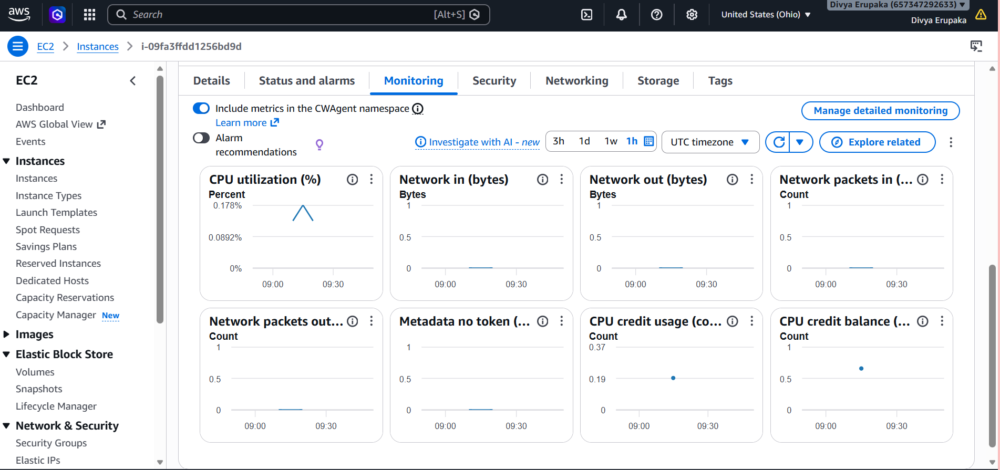 aws
Search [Alt+S]
United States (Ohio)
Divya Erupaka (657347292633)
Divya Erupaka
EC2 Instances i-09fa3ffdd1256bd9d
EC2
Dashboard
AWS Global View
Events
Instances
Instances
Instance Types
Launch Templates
Spot Requests
Savings Plans
Reserved Instances
Dedicated Hosts
Capacity Reservations
Capacity Manager New
Images
Elastic Block Store
Volumes
Snapshots
Lifecycle Manager
Network & Security
Security Groups
Elastic IPs
Details Status and alarms Monitoring Security Networking Storage Tags
Include metrics in the CWAgent namespace
Learn more
Manage detailed monitoring
Alarm
recommendations
Investigate with AI - new
3h 1d 1w 1h
UTC timezone
Explore related
CPU utilization (%)
Percent
0.178%
0.0892%
0%
09:00 09:30
Network in (bytes)
Bytes
1
0.5
0
09:00 09:30
Network out (bytes)
Bytes
1
0.5
0
09:00 09:30
Network packets in (...
Count
1
0.5
0
09:00 09:30
Network packets out...
Count
1
0.5
0
09:00 09:30
Metadata no token (...
1
0.5
0
09:00 09:30
CPU credit usage (co...
Count
0.37
0.19
0
09:00 09:30
CPU credit balance (...
Count
1
0.5
0
09:00 09:30